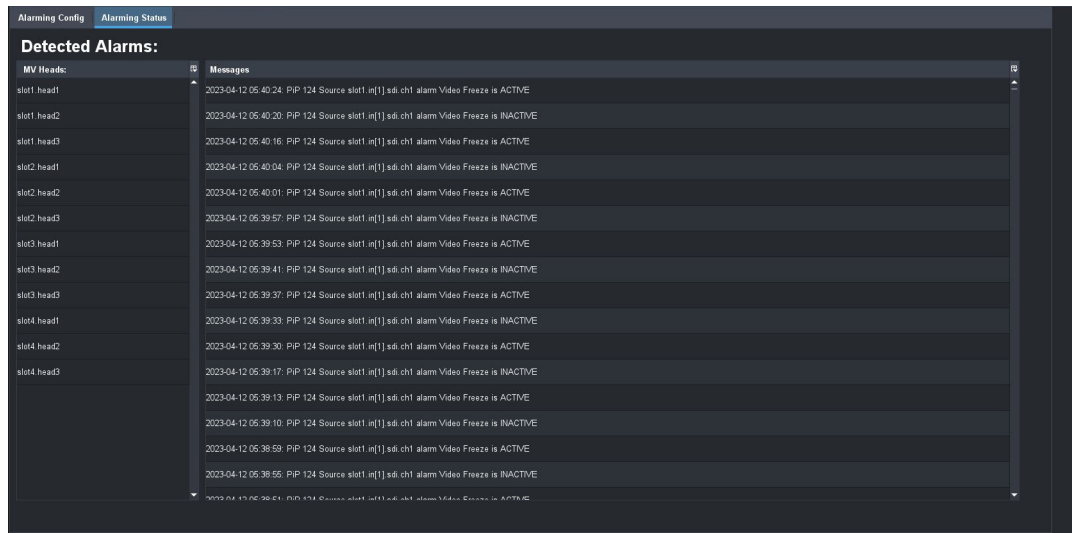 Alarming Config
Alarming Status
Detected Alarms:
MV Heads:
slot1.head1
slot1.head2
slot1.head3
slot2.head1
slot2.head2
slot2.head3
slot3.head1
slot3.head2
slot3.head3
slot4.head1
slot4.head2
slot4.head3
Messages
2023-04-12 05:40:24: PiP 124 Source slot1.in[1].sdi.ch1 alarm Video Freeze is ACTIVE
2023-04-12 05:40:20: PiP 124 Source slot1.in[1].sdi.ch1 alarm Video Freeze is INACTIVE
2023-04-12 05:40:16: PiP 124 Source slot1.in[1].sdi.ch1 alarm Video Freeze is ACTIVE
2023-04-12 05:40:04: PiP 124 Source slot1.in[1].sdi.ch1 alarm Video Freeze is INACTIVE
2023-04-12 05:40:01: PiP 124 Source slot1.in[1].sdi.ch1 alarm Video Freeze is ACTIVE
2023-04-12 05:39:57: PiP 124 Source slot1.in[1].sdi.ch1 alarm Video Freeze is INACTIVE
2023-04-12 05:39:53: PiP 124 Source slot1.in[1].sdi.ch1 alarm Video Freeze is ACTIVE
2023-04-12 05:39:41: PiP 124 Source slot1.in[1].sdi.ch1 alarm Video Freeze is INACTIVE
2023-04-12 05:39:37: PiP 124 Source slot1.in[1].sdi.ch1 alarm Video Freeze is ACTIVE
2023-04-12 05:39:33: PiP 124 Source slot1.in[1].sdi.ch1 alarm Video Freeze is INACTIVE
2023-04-12 05:39:30: PiP 124 Source slot1.in[1].sdi.ch1 alarm Video Freeze is ACTIVE
2023-04-12 05:39:17: PiP 124 Source slot1.in[1].sdi.ch1 alarm Video Freeze is INACTIVE
2023-04-12 05:39:13: PiP 124 Source slot1.in[1].sdi.ch1 alarm Video Freeze is ACTIVE
2023-04-12 05:39:10: PiP 124 Source slot1.in[1].sdi.ch1 alarm Video Freeze is INACTIVE
2023-04-12 05:38:59: PiP 124 Source slot1.in[1].sdi.ch1 alarm Video Freeze is ACTIVE
2023-04-12 05:38:55: PiP 124 Source slot1.in[1].sdi.ch1 alarm Video Freeze is INACTIVE